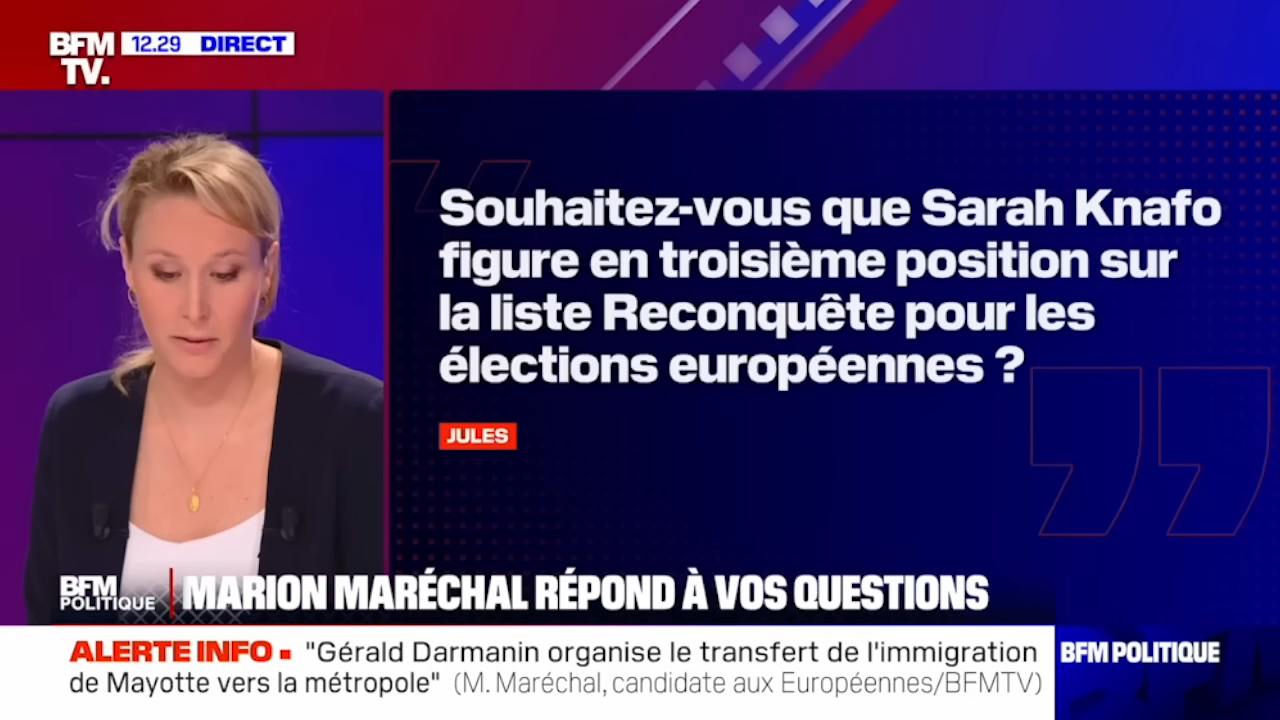 BFM
TV.
12.29 DIRECT
Souhaitez-vous que Sarah Knafo
figure en troisième position sur
la liste Reconquête pour les
élections européennes ?
JULES
BFM
POLITIQUE
MARION MARÉCHAL RÉPOND À VOS QUESTIONS
ALERTE INFO ▪ "Gérald Darmanin organise le transfert de l'immigration
de Mayotte vers la métropole" (M. Maréchal, candidate aux Européennes/BFMTV)
BFM POLITIQUE